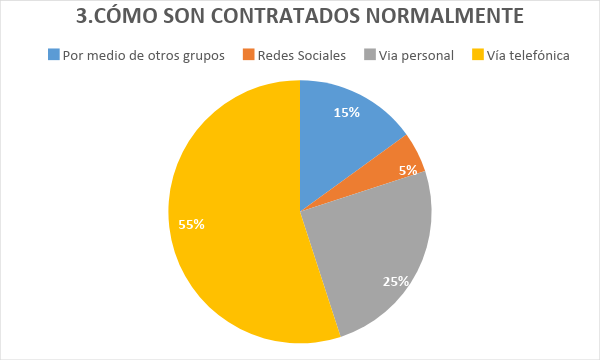 3.CÓMO SON CONTRATADOS NORMALMENTE
Por medio de otros grupos Redes Sociales Via personal Vía telefónica
15%
5%
55%
25%